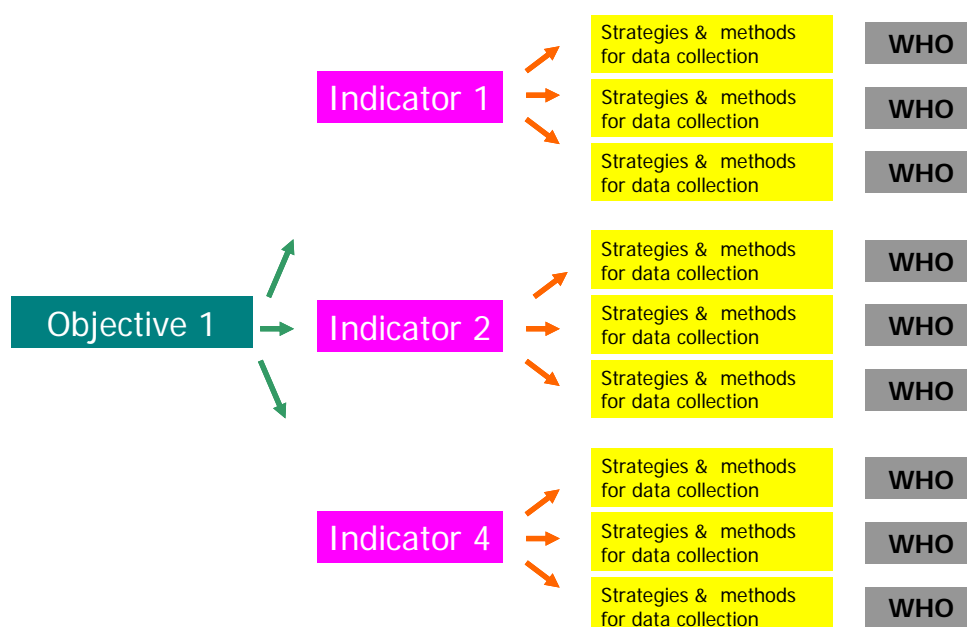 Strategies & methods
for data collection
WHO
Indicator 1
Strategies & methods
for data collection
WHO
Strategies & methods
for data collection
WHO
Strategies & methods
for data collection
WHO
Objective 1
Indicator 2
Strategies & methods
for data collection
WHO
Strategies & methods
for data collection
WHO
Strategies & methods
for data collection
WHO
Indicator 4
Strategies & methods
for data collection
WHO
Strategies & methods
for data collection
WHO